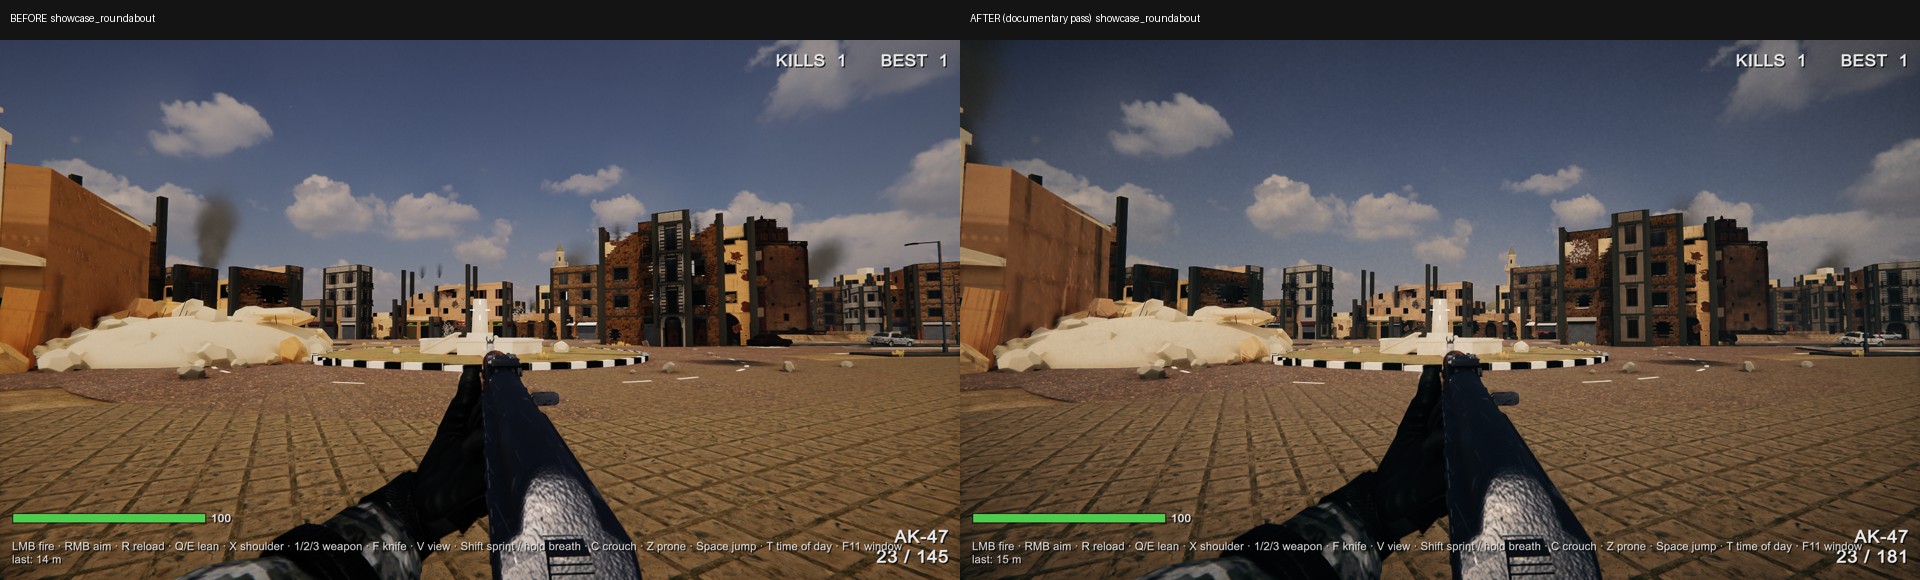 BEFORE showcase_roundabout
KILLS 1 BEST 1
100
AK-47
LMB fire · RMB aim · R reload · Q/E lean · X shoulder · 1/2/3 weapon · F knife · V view · Shift sprint / hold breath · C crouch · Z prone · Space jump · T time of day · F11 window
last: 14 m
23 / 145
AFTER (documentary pass) showcase_roundabout
KILLS 1 BEST 1
100
AK-47
LMB fire · RMB aim · R reload · Q/E lean · X shoulder · 1/2/3 weapon · F knife · V view · Shift sprint / hold breath · C crouch · Z prone · Space jump · T time of day · F11 window
last: 15 m
23 / 181